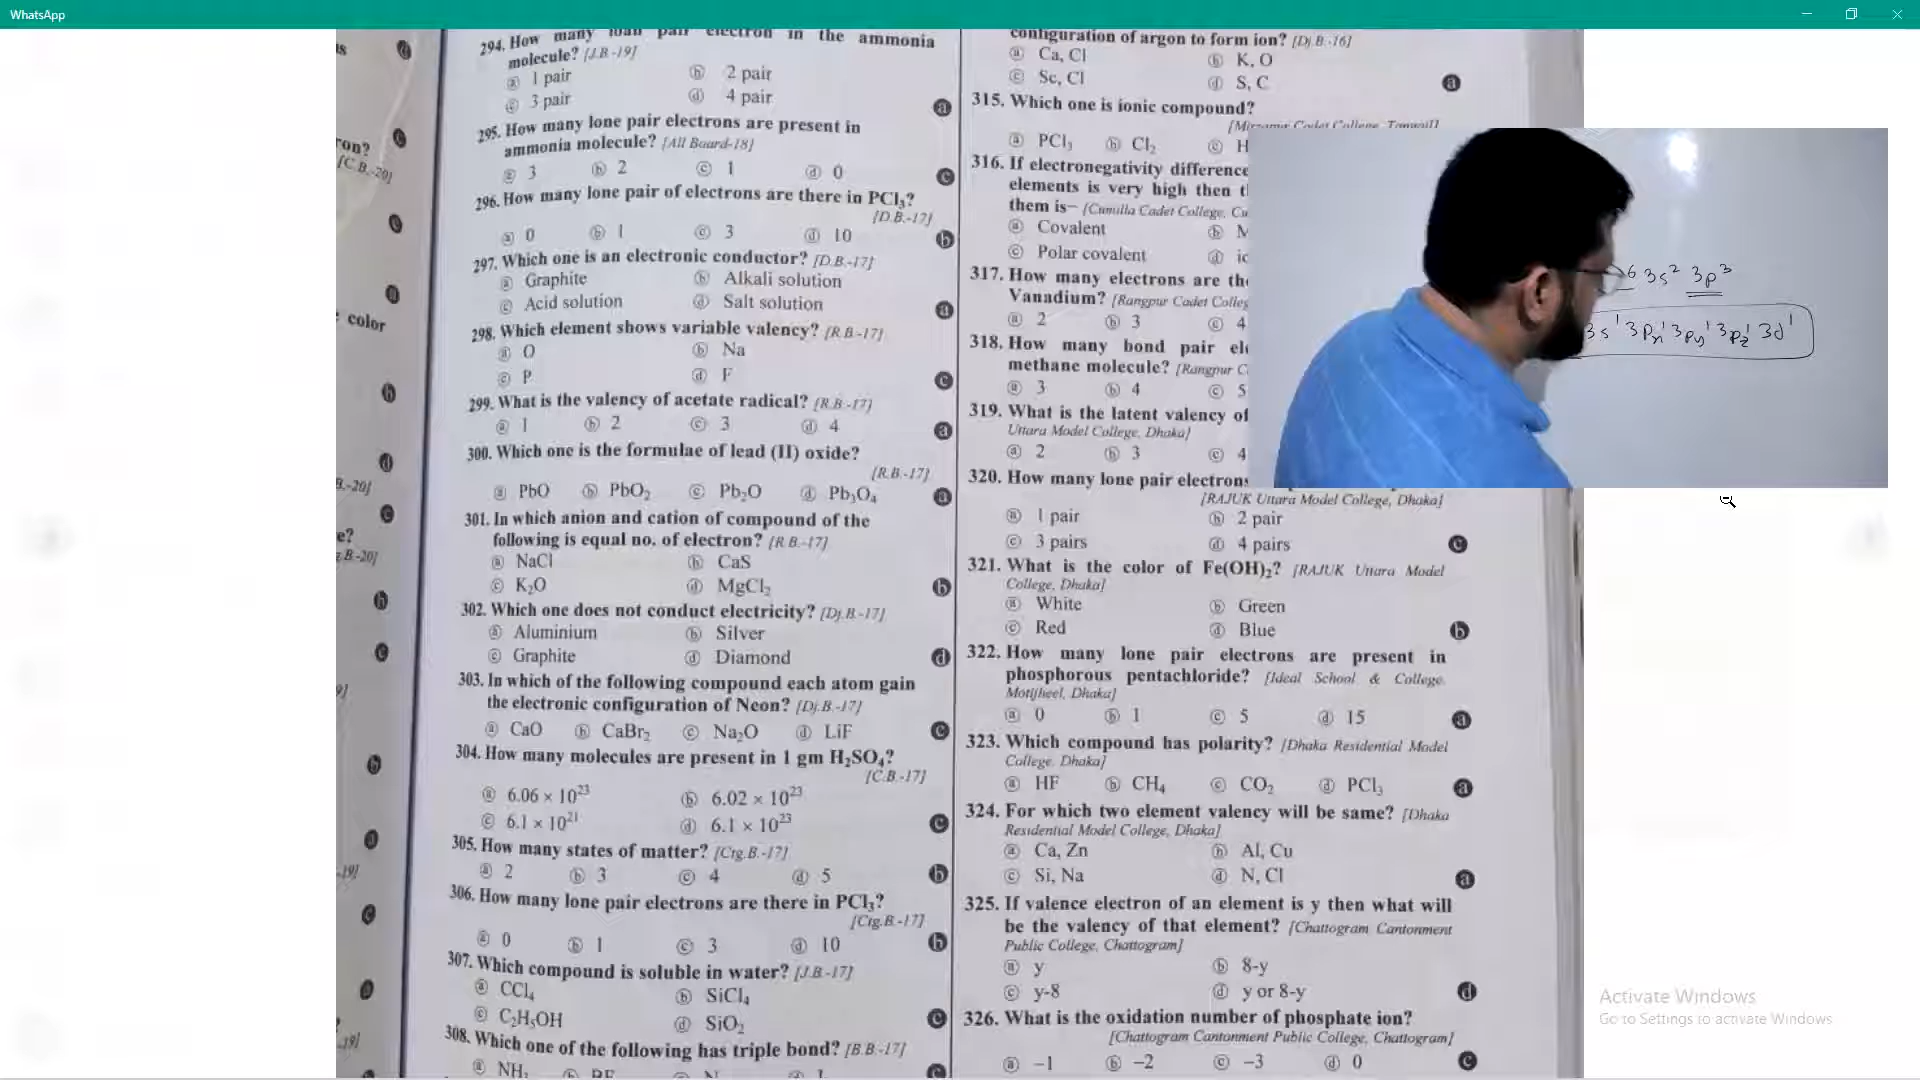 WhatsApp
294. How many loan pair electron in the ammonia
molecule? [J.B.-19]
ⓐ 1 pair ⓑ 2 pair
ⓒ 3 pair ⓓ 4 pair
ⓐ
295. How many lone pair electrons are present in
ammonia molecule? [All Board-18]
ⓐ 3 ⓑ 2 ⓒ 1 ⓓ 0
ⓒ
296. How many lone pair of electrons are there in PCl₃?
[D.B.-17]
ⓐ 0 ⓑ 1 ⓒ 3 ⓓ 10
ⓑ
297. Which one is an electronic conductor? [D.B.-17]
ⓐ Graphite ⓑ Alkali solution
ⓒ Acid solution ⓓ Salt solution
ⓐ
298. Which element shows variable valency? [R.B.-17]
ⓐ O ⓑ Na
ⓒ P ⓓ F
ⓒ
299. What is the valency of acetate radical? [R.B.-17]
ⓐ 1 ⓑ 2 ⓒ 3 ⓓ 4
ⓐ
300. Which one is the formulae of lead (II) oxide?
[R.B.-17]
ⓐ PbO ⓑ PbO₂ ⓒ Pb₂O ⓓ Pb₃O₄
ⓐ
301. In which anion and cation of compound of the
following is equal no. of electron? [R.B.-17]
ⓐ NaCl ⓑ CaS
ⓒ K₂O ⓓ MgCl₂
ⓑ
302. Which one does not conduct electricity? [Dj.B.-17]
ⓐ Aluminium ⓑ Silver
ⓒ Graphite ⓓ Diamond
ⓓ
303. In which of the following compound each atom gain
the electronic configuration of Neon? [Dj.B.-17]
ⓐ CaO ⓑ CaBr₂ ⓒ Na₂O ⓓ LiF
ⓒ
304. How many molecules are present in 1 gm H₂SO₄?
[C.B.-17]
ⓐ 6.06 × 10²³ ⓑ 6.02 × 10²³
ⓒ 6.1 × 10²¹ ⓓ 6.1 × 10²³
ⓒ
305. How many states of matter? [Ctg.B.-17]
ⓐ 2 ⓑ 3 ⓒ 4 ⓓ 5
ⓑ
306. How many lone pair electrons are there in PCl₃?
[Ctg.B.-17]
ⓐ 0 ⓑ 1 ⓒ 3 ⓓ 10
ⓑ
307. Which compound is soluble in water? [J.B.-17]
ⓐ CCl₄ ⓑ SiCl₄
ⓒ C₂H₅OH ⓓ SiO₂
ⓒ
308. Which one of the following has triple bond? [B.B.-17]
configuration of argon to form ion? [Dj.B.-16]
ⓐ Ca, Cl ⓑ K, O
ⓒ Sc, Cl ⓓ S, C
ⓐ
315. Which one is ionic compound?
ⓐ PCl₃ ⓑ Cl₂ ⓒ H
316. If electronegativity difference
elements is very high then
them is– [Cumilla Cadet College,
ⓐ Covalent ⓑ
ⓒ Polar covalent ⓓ
317. How many electrons are
Vanadium? [Rangpur Cadet
ⓐ 2 ⓑ 3 ⓒ 4
318. How many bond pair
methane molecule? [Rangpur
ⓐ 3 ⓑ 4 ⓒ 5
319. What is the latent valency of
Uttara Model College, Dhaka]
ⓐ 2 ⓑ 3 ⓒ 4
320. How many lone pair electrons
[RAJUK Uttara Model College, Dhaka]
ⓐ 1 pair ⓑ 2 pair
ⓒ 3 pairs ⓓ 4 pairs
ⓒ
321. What is the color of Fe(OH)₂? [RAJUK Uttara Model
College, Dhaka]
ⓐ White ⓑ Green
ⓒ Red ⓓ Blue
ⓑ
322. How many lone pair electrons are present in
phosphorous pentachloride? [Ideal School & College.
Motijheel, Dhaka]
ⓐ 0 ⓑ 1 ⓒ 5 ⓓ 15
ⓐ
323. Which compound has polarity? [Dhaka Residential Model
College, Dhaka]
ⓐ HF ⓑ CH₄ ⓒ CO₂ ⓓ PCl₃
ⓐ
324. For which two element valency will be same? [Dhaka
Residential Model College, Dhaka]
ⓐ Ca, Zn ⓑ Al, Cu
ⓒ Si, Na ⓓ N, Cl
ⓐ
325. If valence electron of an element is y then what will
be the valency of that element? [Chattogram Cantonment
Public College, Chattogram]
ⓐ y ⓑ 8-y
ⓒ y-8 ⓓ y or 8-y
ⓓ
326. What is the oxidation number of phosphate ion?
[Chattogram Cantonment Public College, Chattogram]
ⓐ –1 ⓑ –2 ⓒ –3 ⓓ 0
ⓒ
6 3s² 3p³
3s¹ 3pₓ¹ 3pᵧ¹ 3p_z¹ 3d¹
Activate Windows
Go to Settings to activate Windows